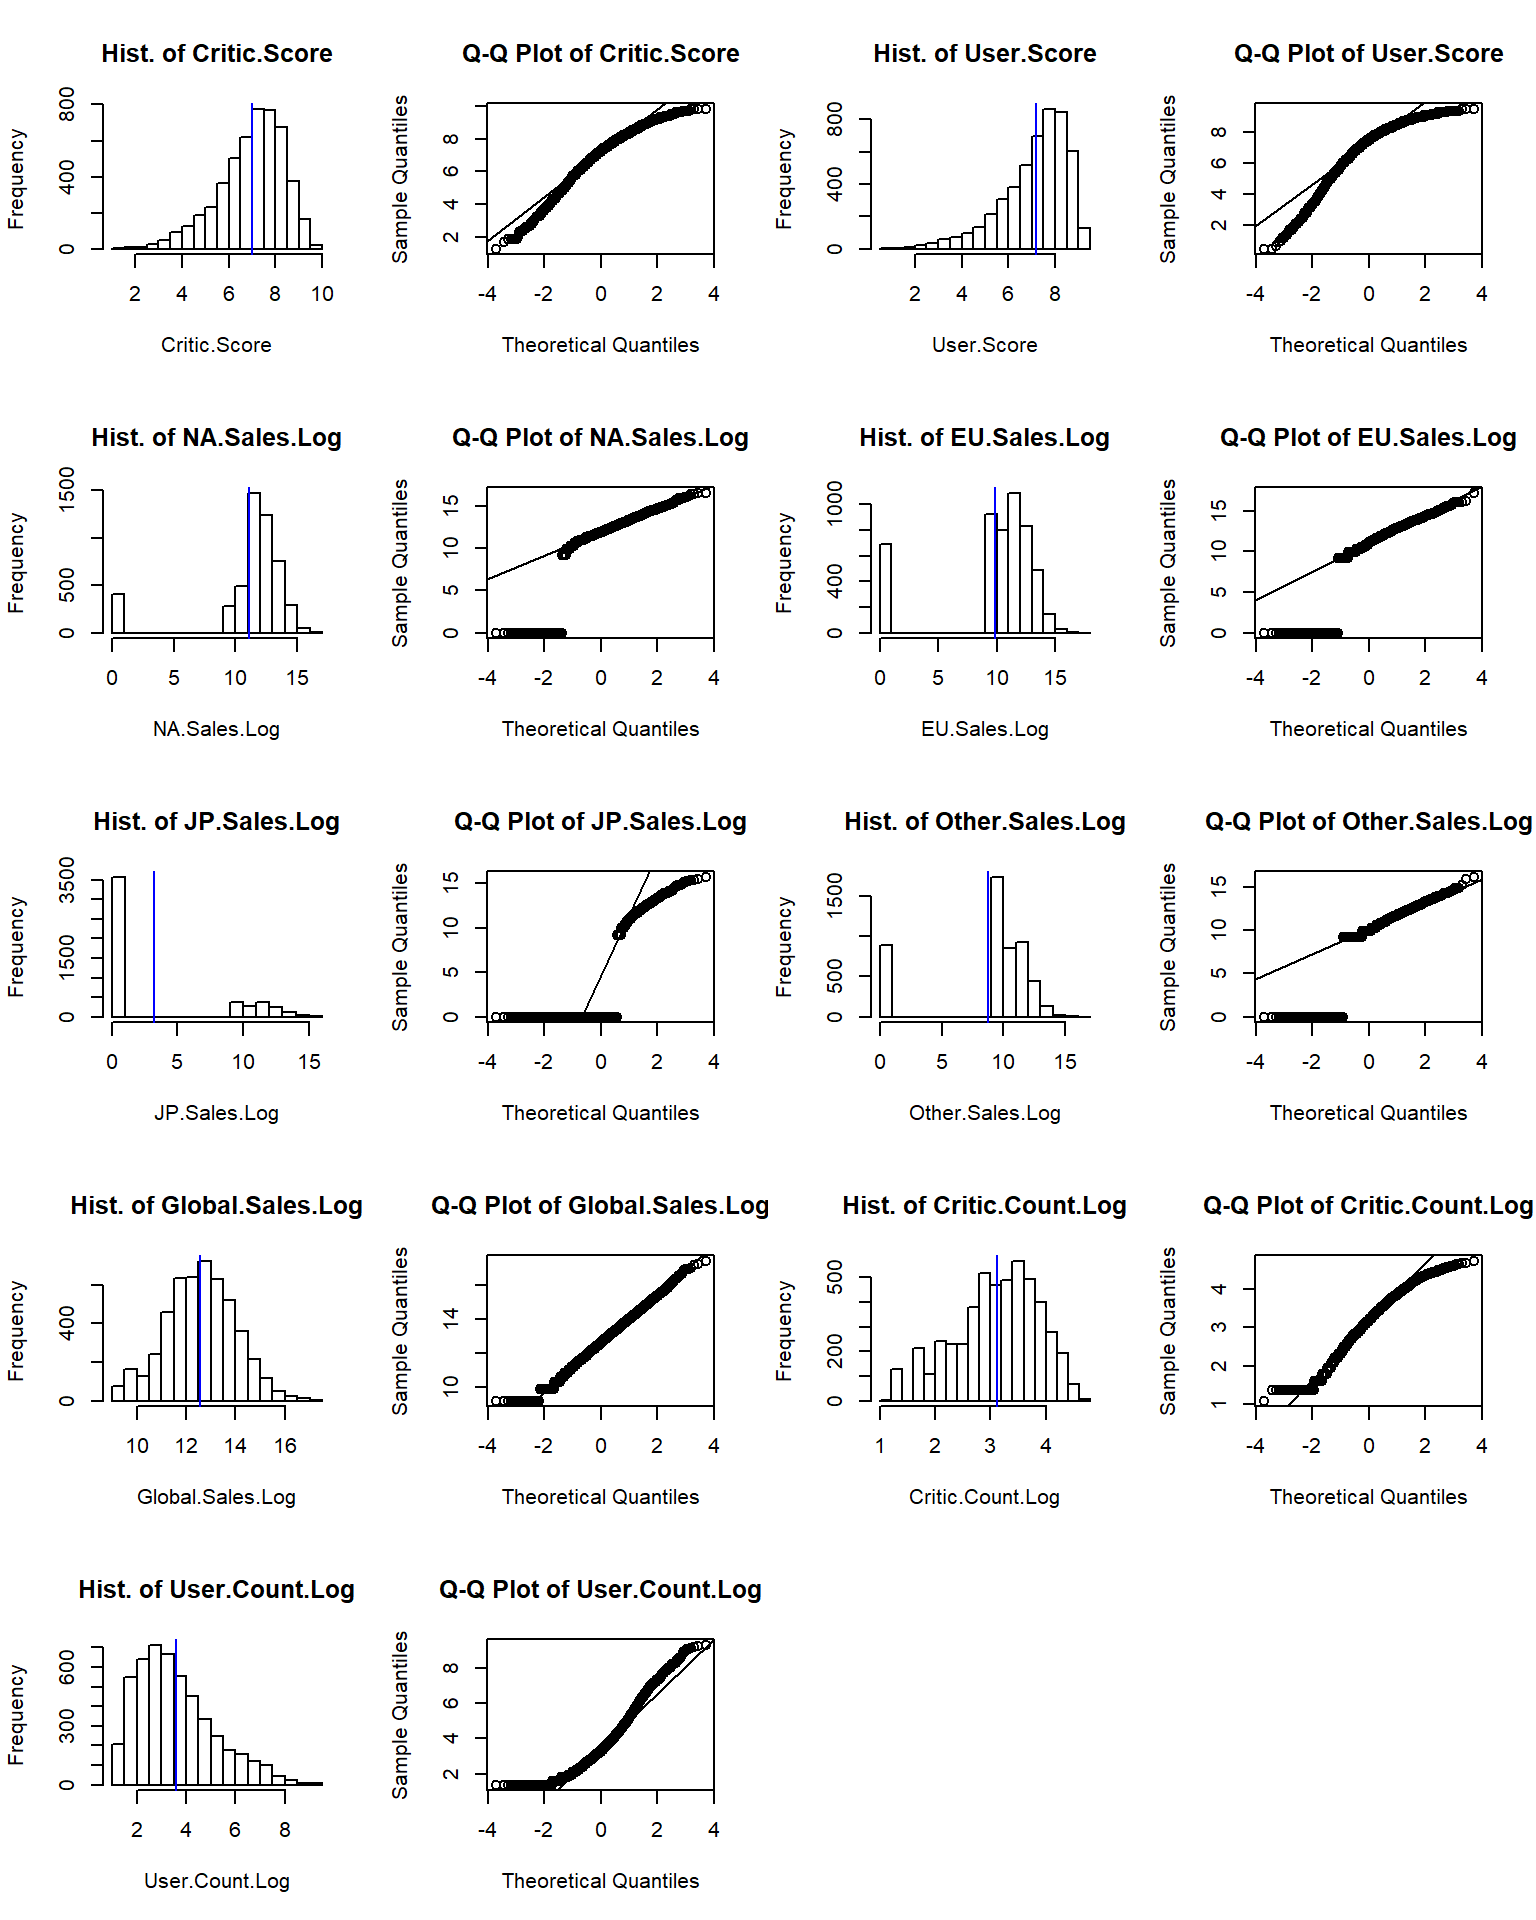 Hist. of Critic.Score
Frequency
0 400 800
2 4 6 8 10
Critic.Score
Q-Q Plot of Critic.Score
Sample Quantiles
2 4 6 8
-4 -2 0 2 4
Theoretical Quantiles
Hist. of User.Score
Frequency
0 400 800
2 4 6 8
User.Score
Q-Q Plot of User.Score
Sample Quantiles
2 4 6 8
-4 -2 0 2 4
Theoretical Quantiles
Hist. of NA.Sales.Log
Frequency
0 500 1500
0 5 10 15
NA.Sales.Log
Q-Q Plot of NA.Sales.Log
Sample Quantiles
0 5 10 15
-4 -2 0 2 4
Theoretical Quantiles
Hist. of EU.Sales.Log
Frequency
0 400 1000
0 5 10 15
EU.Sales.Log
Q-Q Plot of EU.Sales.Log
Sample Quantiles
0 5 10 15
-4 -2 0 2 4
Theoretical Quantiles
Hist. of JP.Sales.Log
Frequency
0 1500 3500
0 5 10 15
JP.Sales.Log
Q-Q Plot of JP.Sales.Log
Sample Quantiles
0 5 10 15
-4 -2 0 2 4
Theoretical Quantiles
Hist. of Other.Sales.Log
Frequency
0 500 1500
0 5 10 15
Other.Sales.Log
Q-Q Plot of Other.Sales.Log
Sample Quantiles
0 5 10 15
-4 -2 0 2 4
Theoretical Quantiles
Hist. of Global.Sales.Log
Frequency
0 400
10 12 14 16
Global.Sales.Log
Q-Q Plot of Global.Sales.Log
Sample Quantiles
10 14
-4 -2 0 2 4
Theoretical Quantiles
Hist. of Critic.Count.Log
Frequency
0 200 500
1 2 3 4
Critic.Count.Log
Q-Q Plot of Critic.Count.Log
Sample Quantiles
1 2 3 4
-4 -2 0 2 4
Theoretical Quantiles
Hist. of User.Count.Log
Frequency
0 300 600
2 4 6 8
User.Count.Log
Q-Q Plot of User.Count.Log
Sample Quantiles
2 4 6 8
-4 -2 0 2 4
Theoretical Quantiles